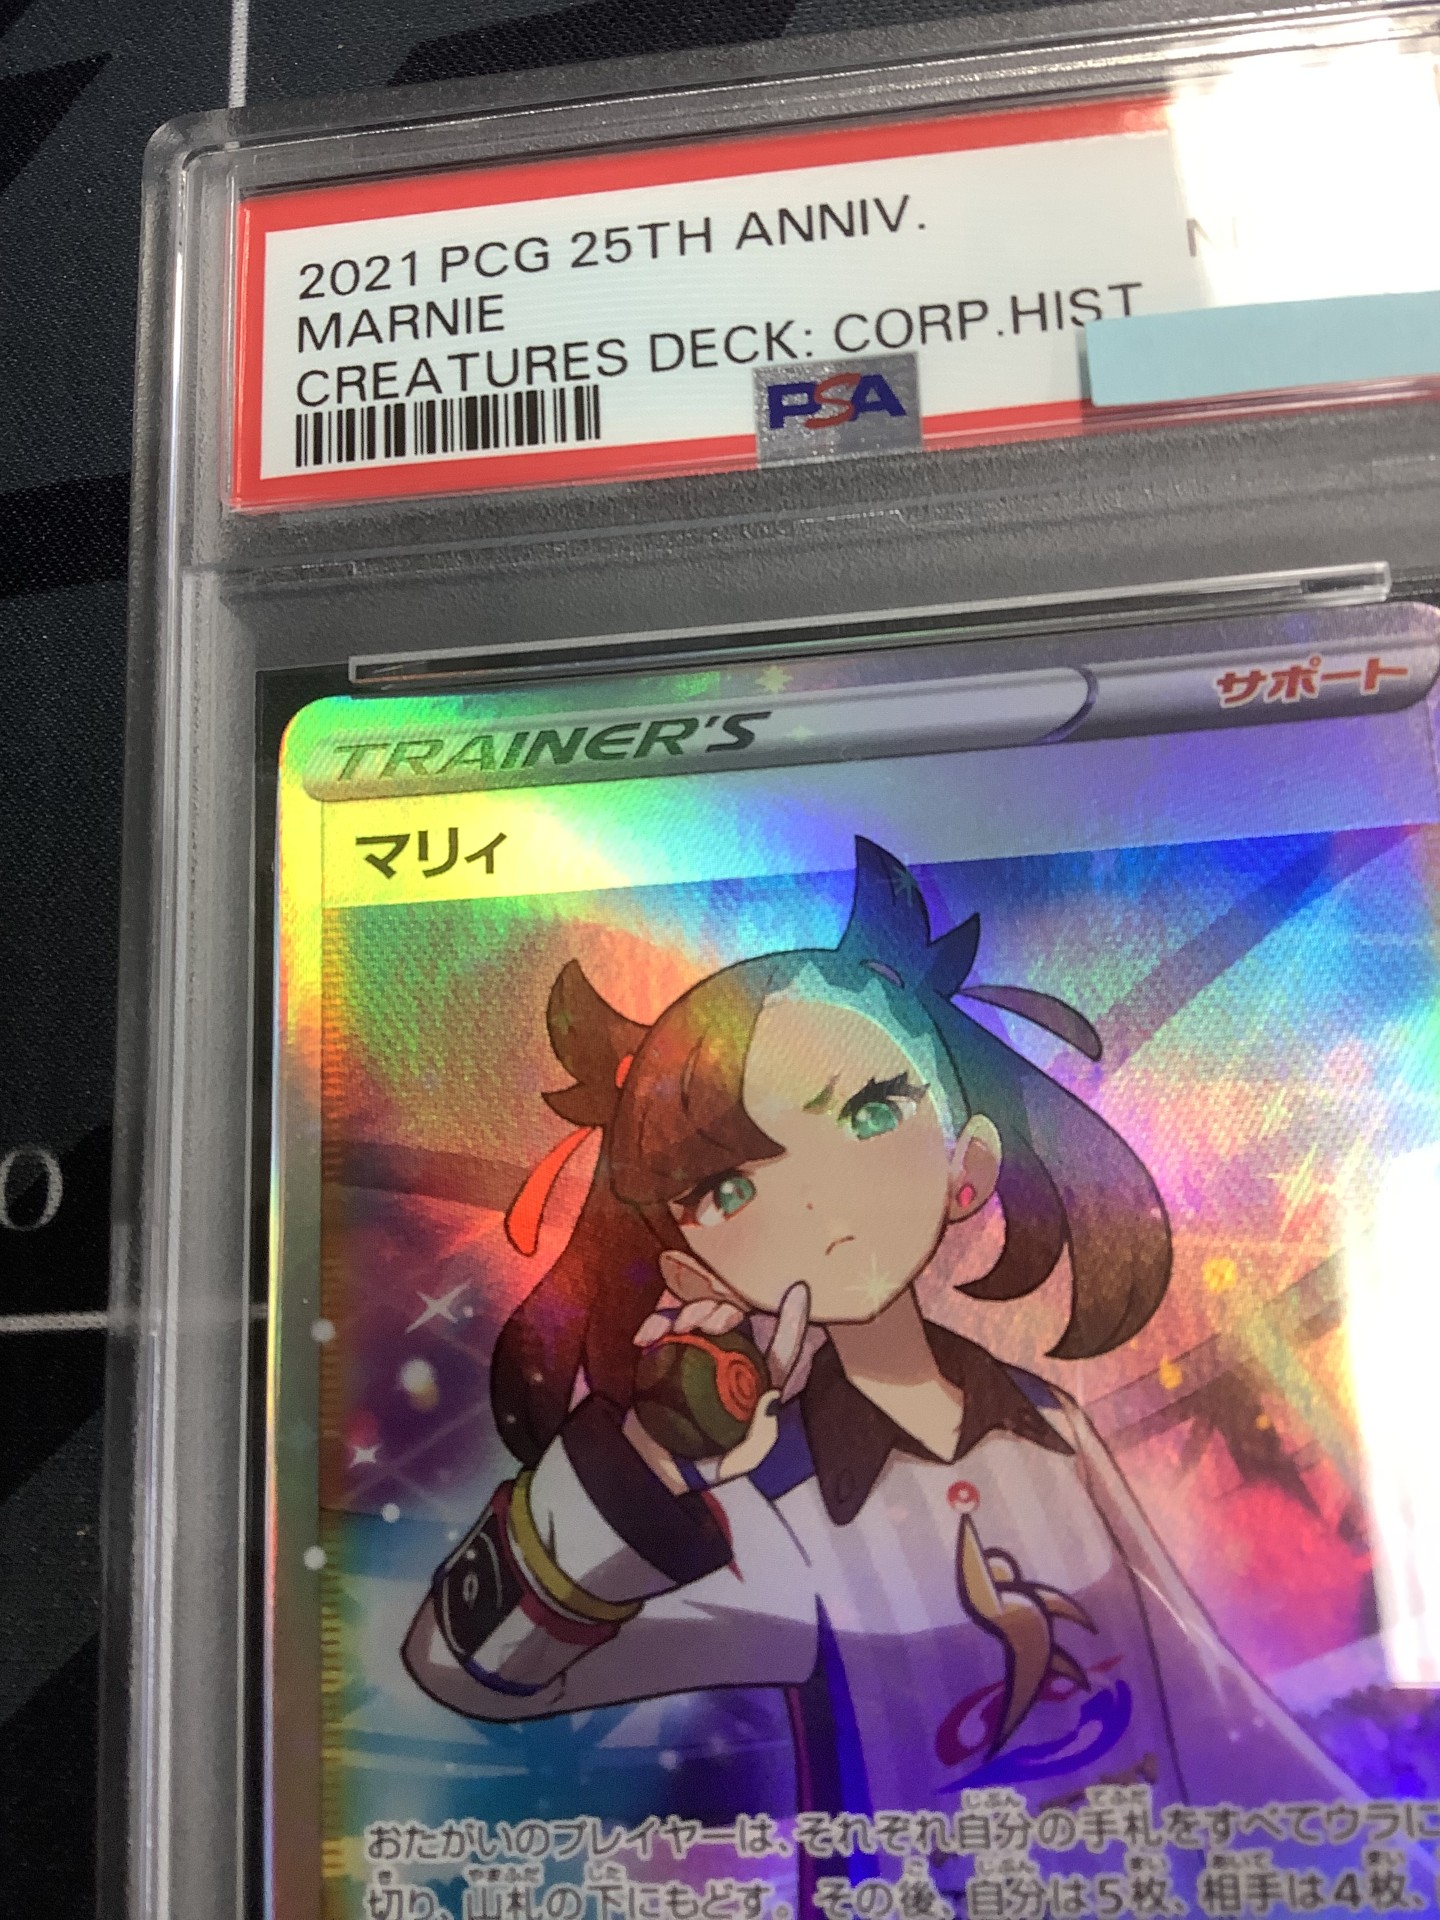 2021 PCG 25TH ANNIV.
MARNIE
CREATURES DECK: CORP.HIST
PSA
TRAINER'S サポート
マリィ
おたがいのプレイヤーは、それぞれ自分の手札をすべてウラに
切り、山札の下にもどす。その後、自分は5枚、相手は4枚、